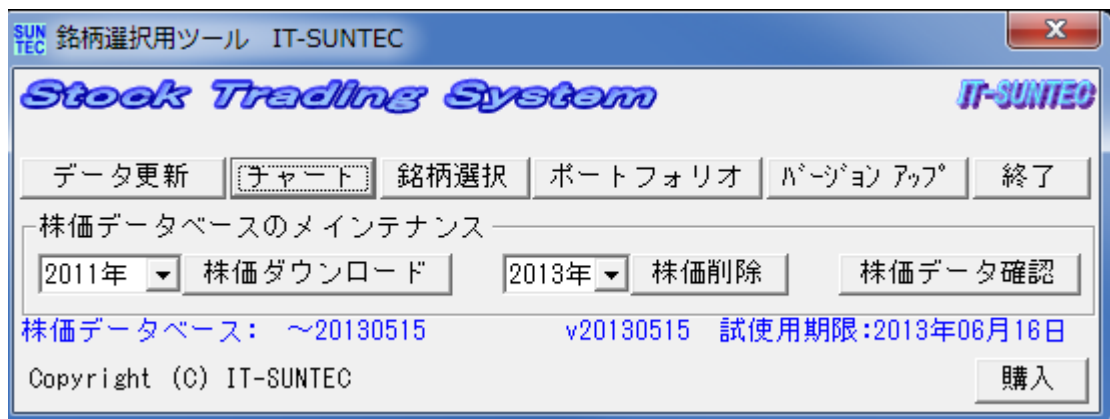 SUN TEC 銘柄選択用ツール IT-SUNTEC
Stock Trading System IT-SUNTEC
データ更新 チャート 銘柄選択 ポートフォリオ ﾊﾞｰｼﾞｮﾝ ｱｯﾌﾟ 終了
株価データベースのメインテナンス
2011年 株価ダウンロード 2013年 株価削除 株価データ確認
株価データベース: ～20130515 v20130515 試使用期限:2013年06月16日
Copyright (C) IT-SUNTEC 購入